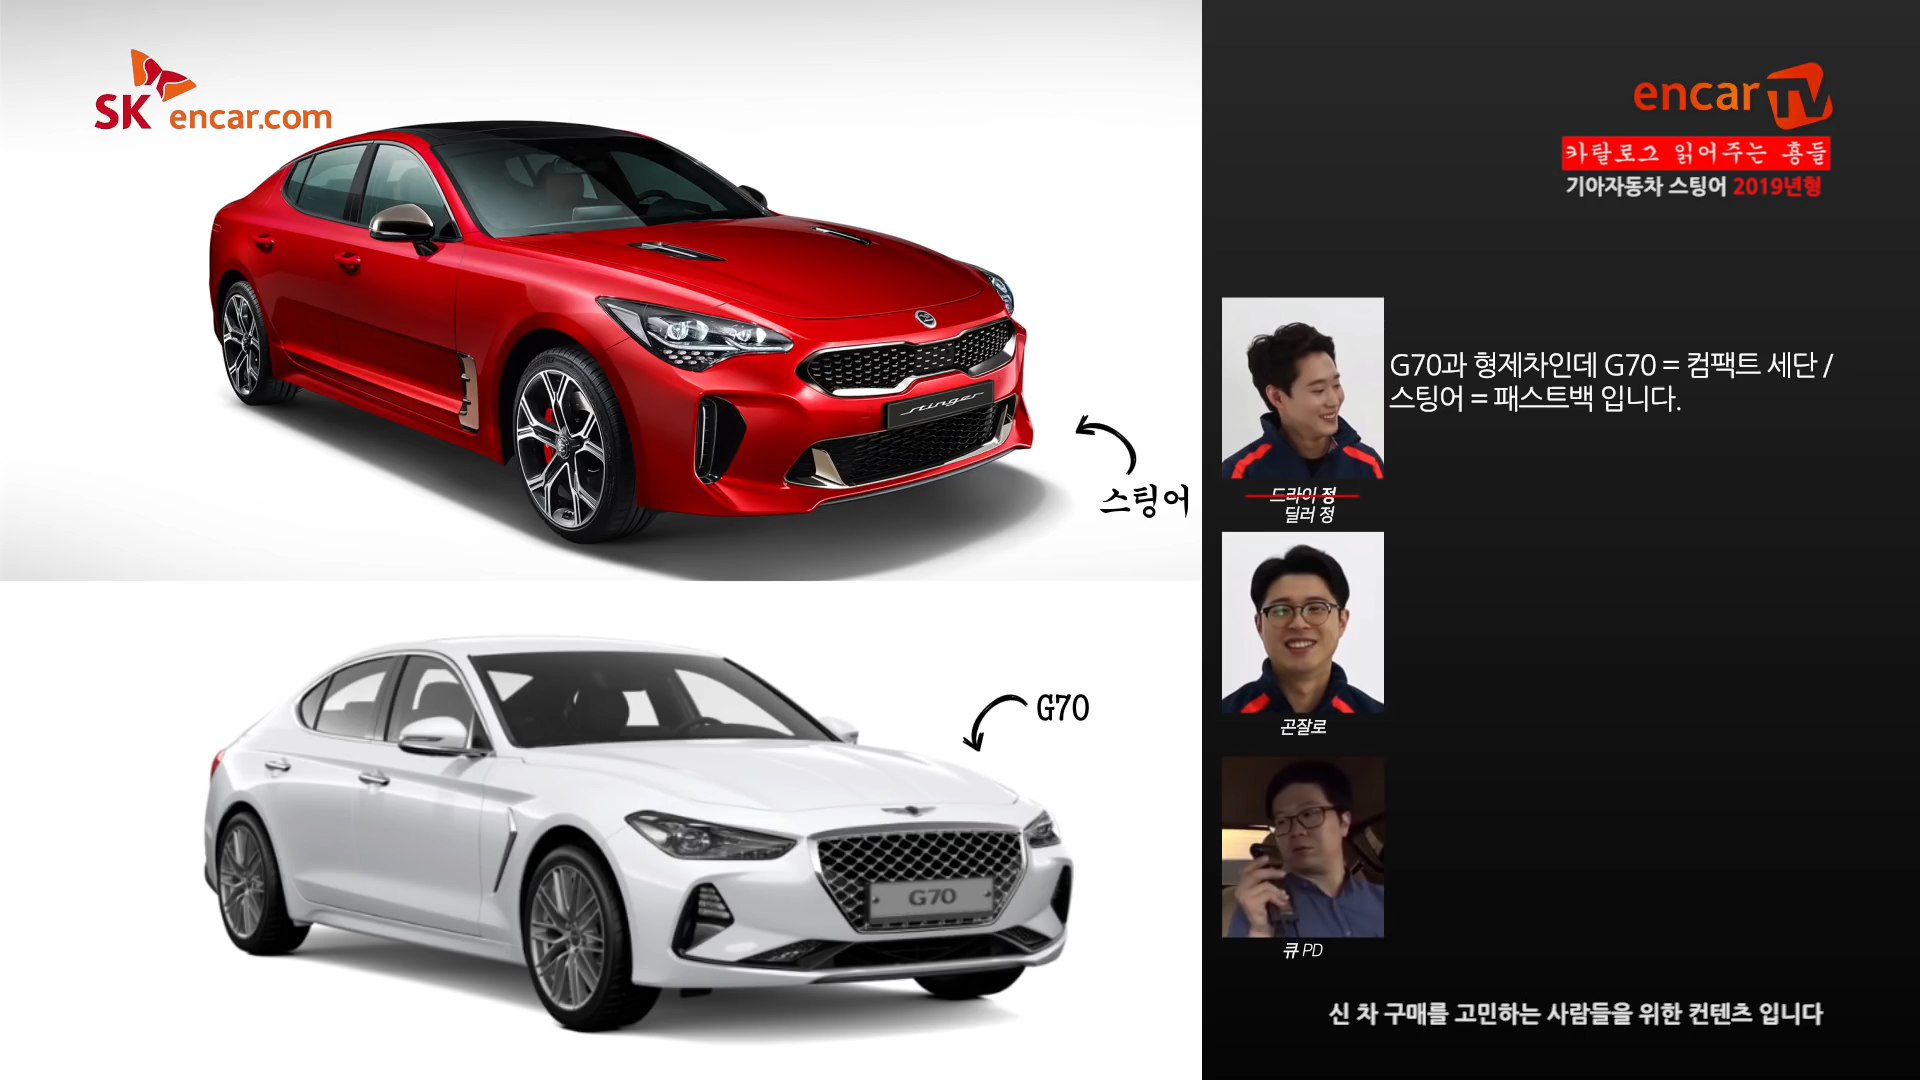 SK encar.com
encar TV
카탈로그 읽어주는 흉들
기아자동차 스팅어 2019년형
stinger
스팅어
G70과 형제차인데 G70 = 컴팩트 세단 /
스팅어 = 패스트백 입니다.
드라이 정
딜러 정
곤잘로
G70
G70
큐 PD
신 차 구매를 고민하는 사람들을 위한 컨텐츠 입니다